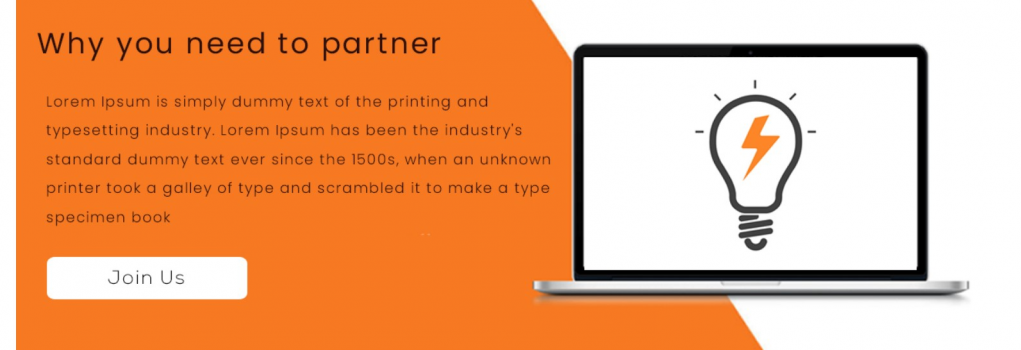 Why you need to partner
Lorem Ipsum is simply dummy text of the printing and
typesetting industry. Lorem Ipsum has been the industry's
standard dummy text ever since the 1500s, when an unknown
printer took a galley of type and scrambled it to make a type
specimen book
Join Us